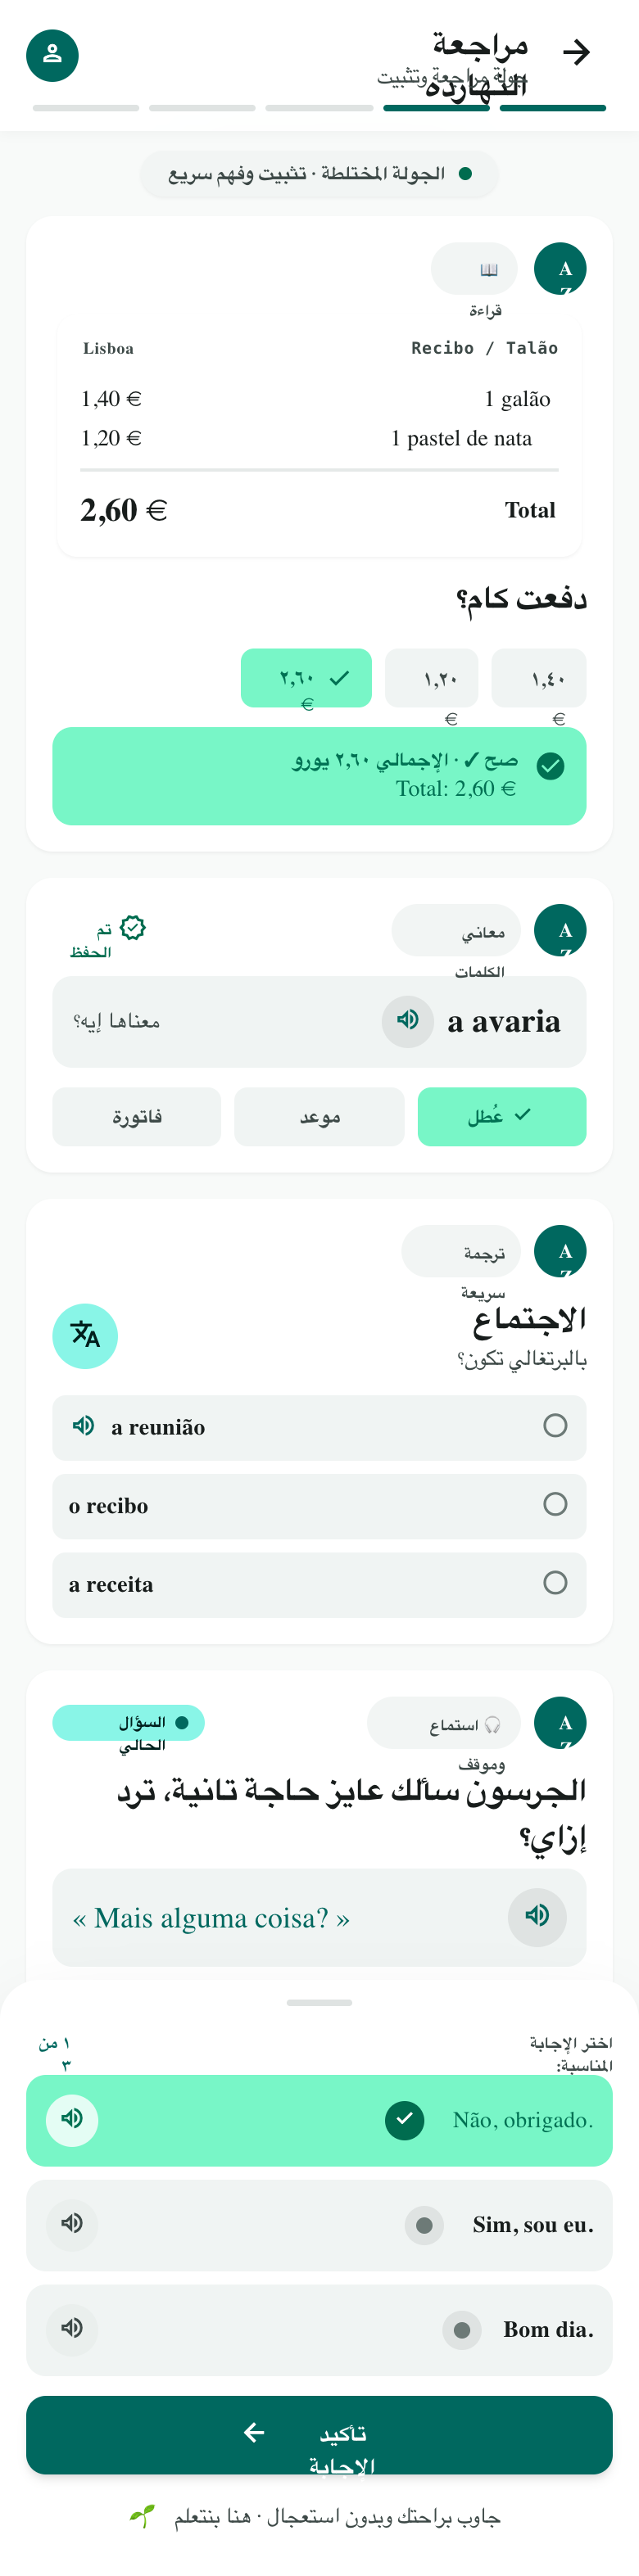 مراجعة
النهارده
جولة مراجعة وتثبيت
الجولة المختلطة · تثبيت وفهم سريع
A
Z
📖
قراءة
Recibo / Talão
Lisboa
1 galão
1,40 €
1 pastel de nata
1,20 €
Total
2,60 €
دفعت كام؟
١,٤٠
€
١,٢٠
€
٢,٦٠
€
صح ✓ · الإجمالي ٢,٦٠ يورو
Total: 2,60 €
A
Z
معاني
الكلمات
تم
الحفظ
a avaria
معناها إيه؟
عُطل
موعد
فاتورة
A
Z
ترجمة
سريعة
الاجتماع
بالبرتغالي تكون؟
a reunião
o recibo
a receita
A
Z
🎧 استماع
وموقف
السؤال
الحالي
الجرسون سألك عايز حاجة تانية، ترد
إزاي؟
« Mais alguma coisa? »
اختر الإجابة
المناسبة:
١ من
٣
Não, obrigado.
Sim, sou eu.
Bom dia.
تأكيد
الإجابة
جاوب براحتك وبدون استعجال · هنا بنتعلم 🌱